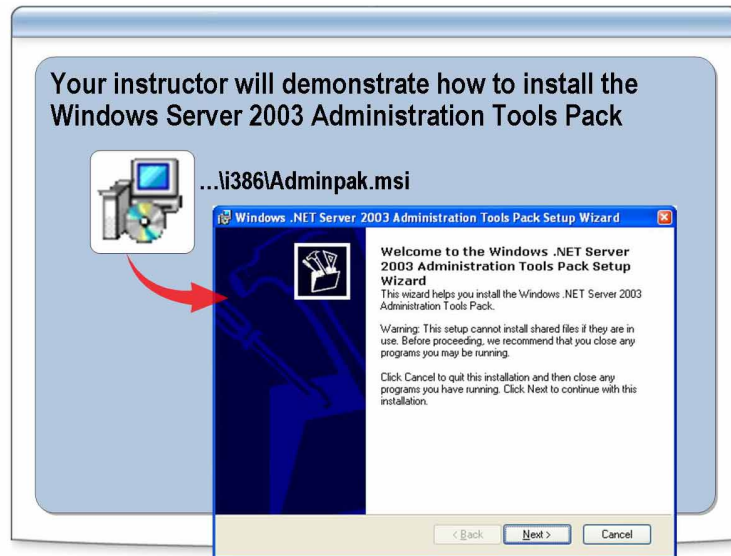 Your instructor will demonstrate how to install the
Windows Server 2003 Administration Tools Pack
...\i386\Adminpak.msi
Windows .NET Server 2003 Administration Tools Pack Setup Wizard
Welcome to the Windows .NET Server
2003 Administration Tools Pack Setup
Wizard
This wizard helps you install the Windows .NET Server 2003
Administration Tools Pack.
Warning: This setup cannot install shared files if they are in
use. Before proceeding, we recommend that you close any
programs you may be running.
Click Cancel to quit this installation and then close any
programs you have running. Click Next to continue with this
installation.
< Back
Next >
Cancel